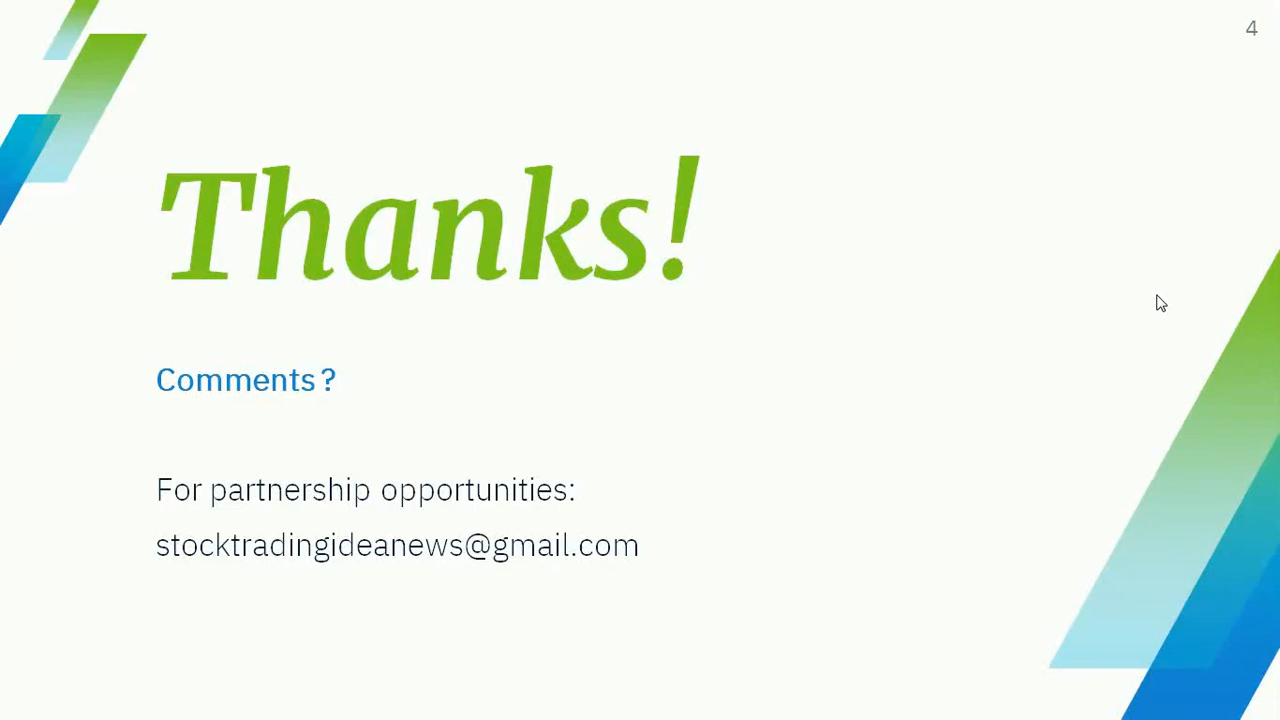 4
Thanks!
Comments?
For partnership opportunities:
stocktradingideanews@gmail.com